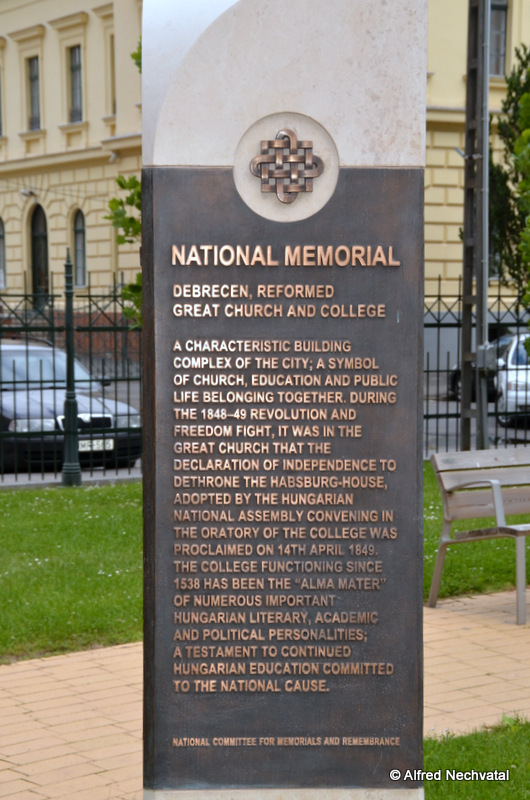 NATIONAL MEMORIAL
DEBRECEN, REFORMED
GREAT CHURCH AND COLLEGE
A CHARACTERISTIC BUILDING
COMPLEX OF THE CITY; A SYMBOL
OF CHURCH, EDUCATION AND PUBLIC
LIFE BELONGING TOGETHER. DURING
THE 1848–49 REVOLUTION AND
FREEDOM FIGHT, IT WAS IN THE
GREAT CHURCH THAT THE
DECLARATION OF INDEPENDENCE TO
DETHRONE THE HABSBURG-HOUSE,
ADOPTED BY THE HUNGARIAN
NATIONAL ASSEMBLY CONVENING IN
THE ORATORY OF THE COLLEGE WAS
PROCLAIMED ON 14TH APRIL 1849.
THE COLLEGE FUNCTIONING SINCE
1538 HAS BEEN THE “ALMA MATER”
OF NUMEROUS IMPORTANT
HUNGARIAN LITERARY, ACADEMIC
AND POLITICAL PERSONALITIES;
A TESTAMENT TO CONTINUED
HUNGARIAN EDUCATION COMMITTED
TO THE NATIONAL CAUSE.
NATIONAL COMMITTEE FOR MEMORIALS AND REMEMBRANCE
© Alfred Nechvatal